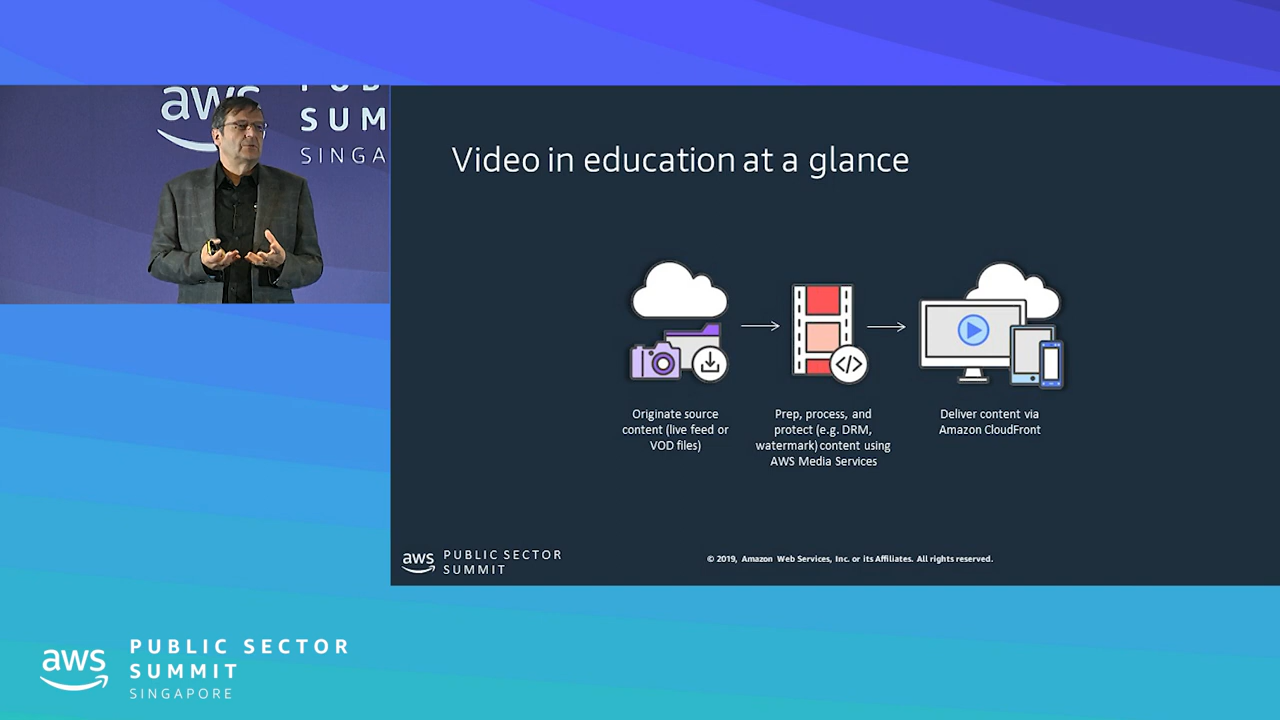 aws
PUB
SUM
SINGA
Video in education at a glance
Originate source
content (live feed or
VOD files)
Prep, process, and
protect (e.g. DRM,
watermark) content using
AWS Media Services
Deliver content via
Amazon CloudFront
aws PUBLIC SECTOR
SUMMIT
© 2019, Amazon Web Services, Inc. or its Affiliates. All rights reserved.
aws
PUBLIC SECTOR
SUMMIT
SINGAPORE